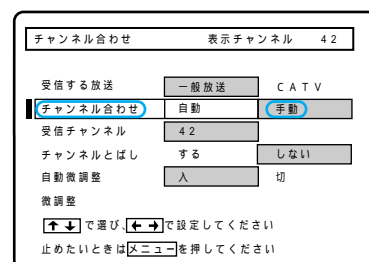 チャンネル合わせ 表示チャンネル 42
受信する放送 一般放送 CATV
チャンネル合わせ 自動 手動
受信チャンネル 42
チャンネルとばし する しない
自動微調整 入 切
微調整
↑↓で選び、←→で設定してください
止めたいときはメニューを押してください